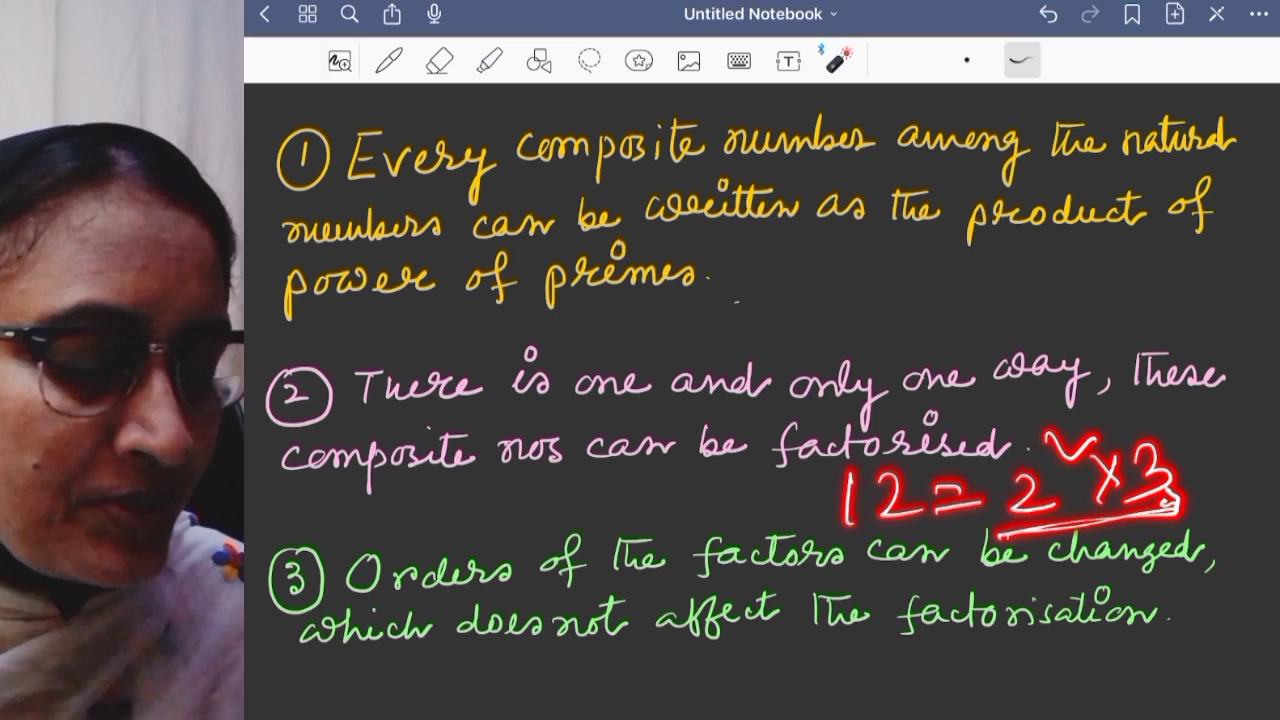 Untitled Notebook
T
① Every composite number among the natural
numbers can be written as the product of
power of primes.
② There is one and only one way, these
composite nos can be factorised.
12 = 2² × 3
③ Orders of the factors can be changed,
which does not affect the factorisation.